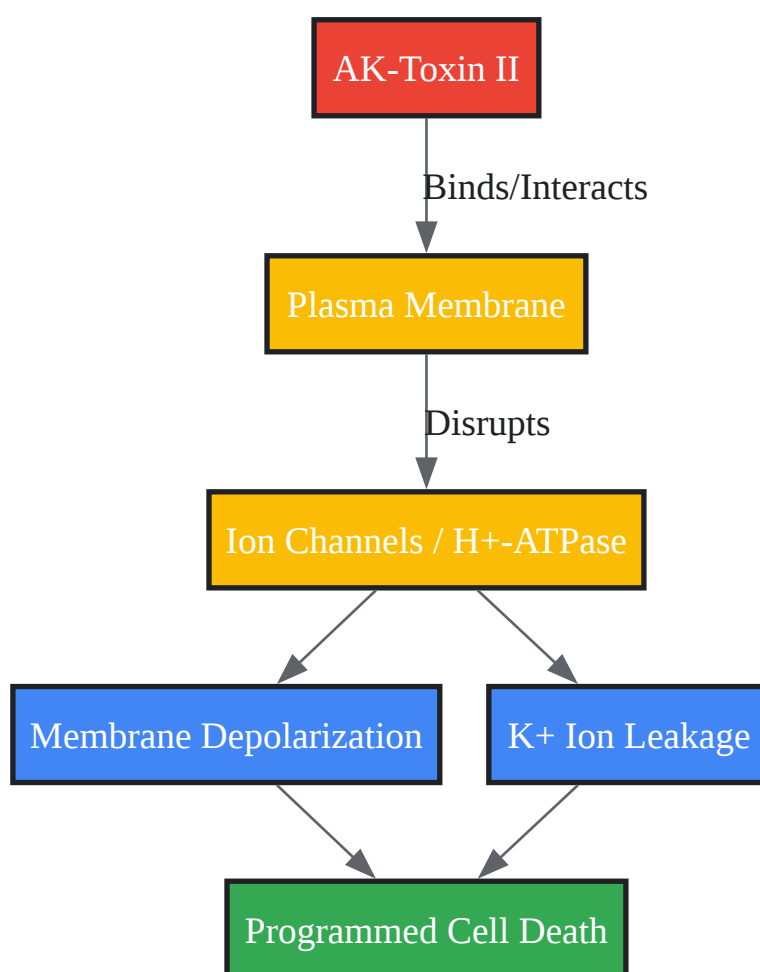 AK-Toxin II
Binds/Interacts
Plasma Membrane
Disrupts
Ion Channels / H+-ATPase
Membrane Depolarization
K+ Ion Leakage
Programmed Cell Death